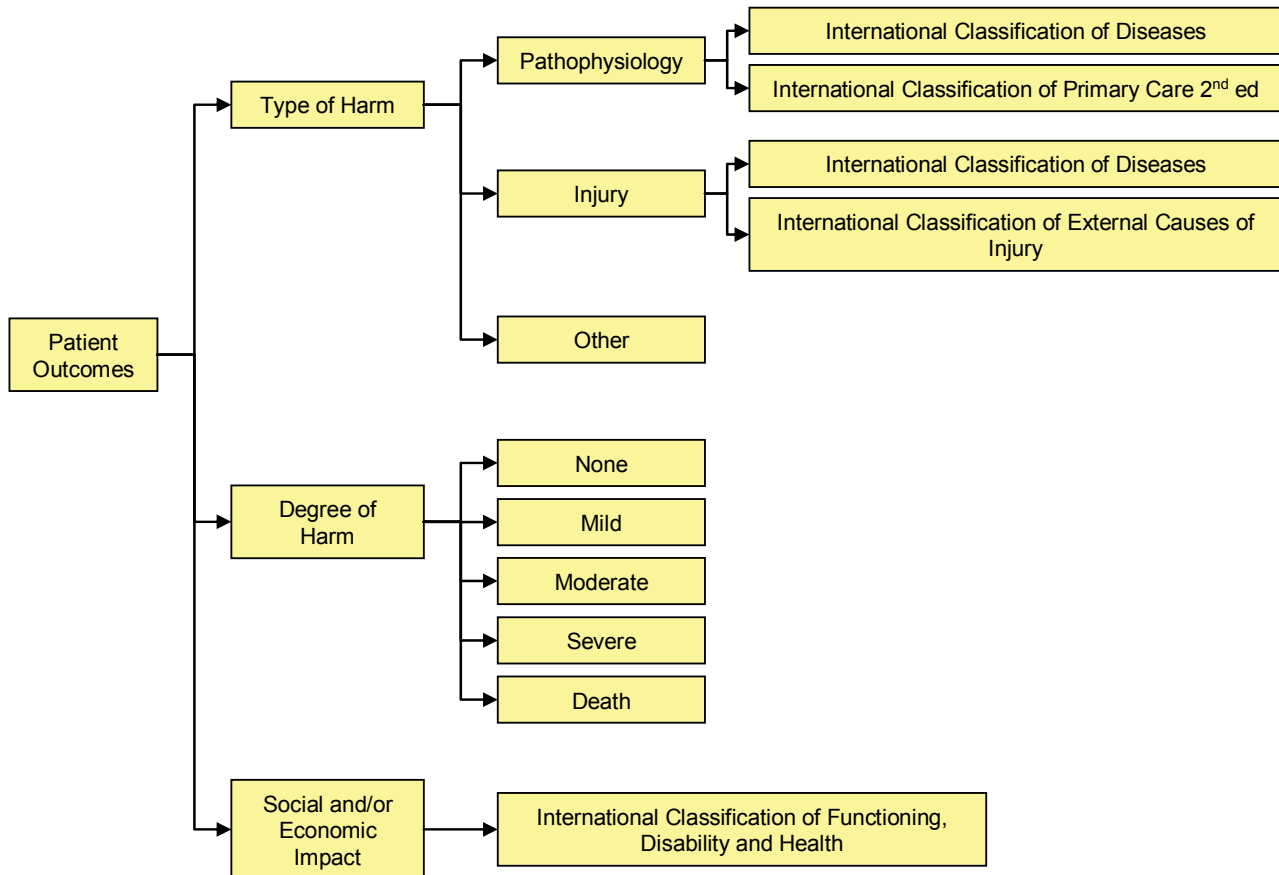 International Classification of Diseases
Pathophysiology
International Classification of Primary Care 2nd ed
Type of Harm
International Classification of Diseases
Injury
International Classification of External Causes of
Injury
Other
Patient
Outcomes
None
Degree of
Harm
Mild
Moderate
Severe
Death
Social and/or
Economic
Impact
International Classification of Functioning,
Disability and Health